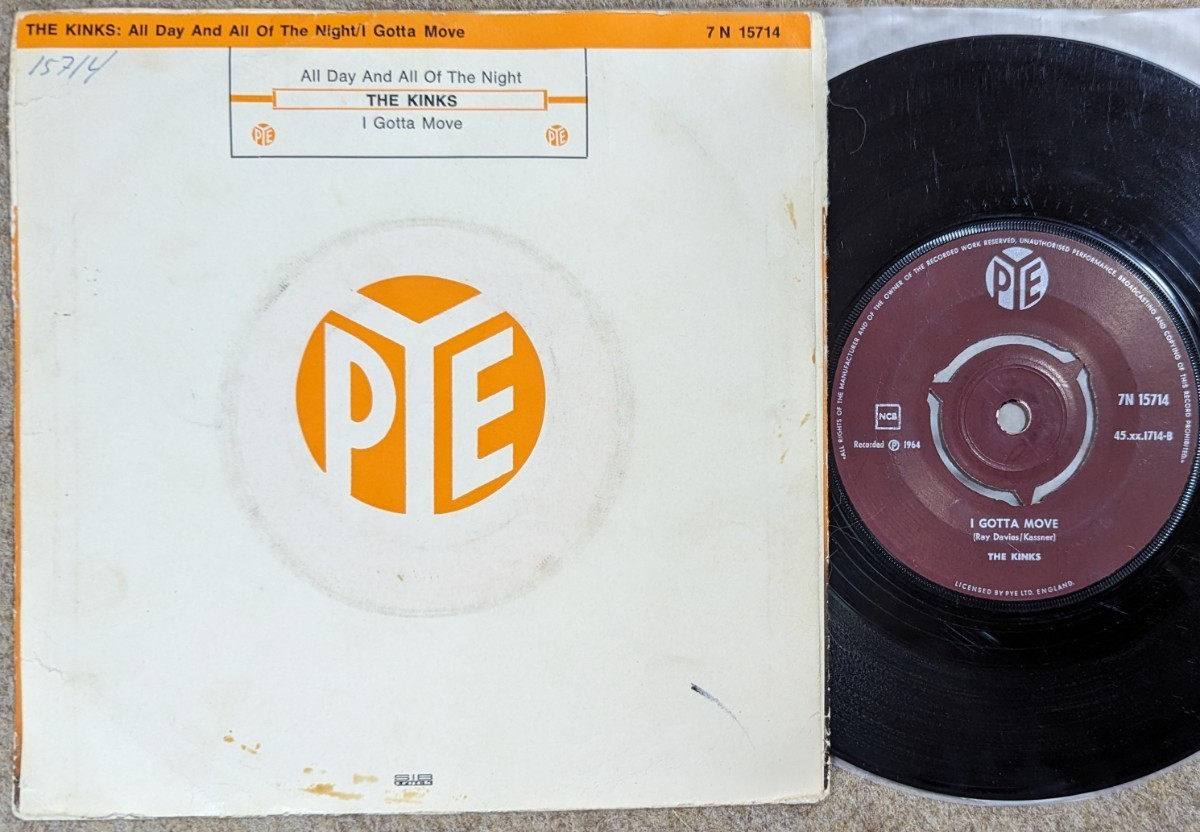 THE KINKS: All Day And All Of The Night/I Gotta Move 7 N 15714
15714
All Day And All Of The Night
THE KINKS
I Gotta Move
PYE PYE
PYE
"ALL RIGHTS OF THE MANUFACTURER AND OF THE OWNER OF THE RECORDED WORK RESERVED, UNAUTHORISED PERFORMANCE, BROADCASTING AND COPYING OF THIS RECORD PROHIBITED"
PYE
7N 15714
NCB
45.xx.1714-B
Recorded Ⓟ 1964
I GOTTA MOVE
(Ray Davies/Kassner)
THE KINKS
LICENSED BY PYE LTD. ENGLAND.